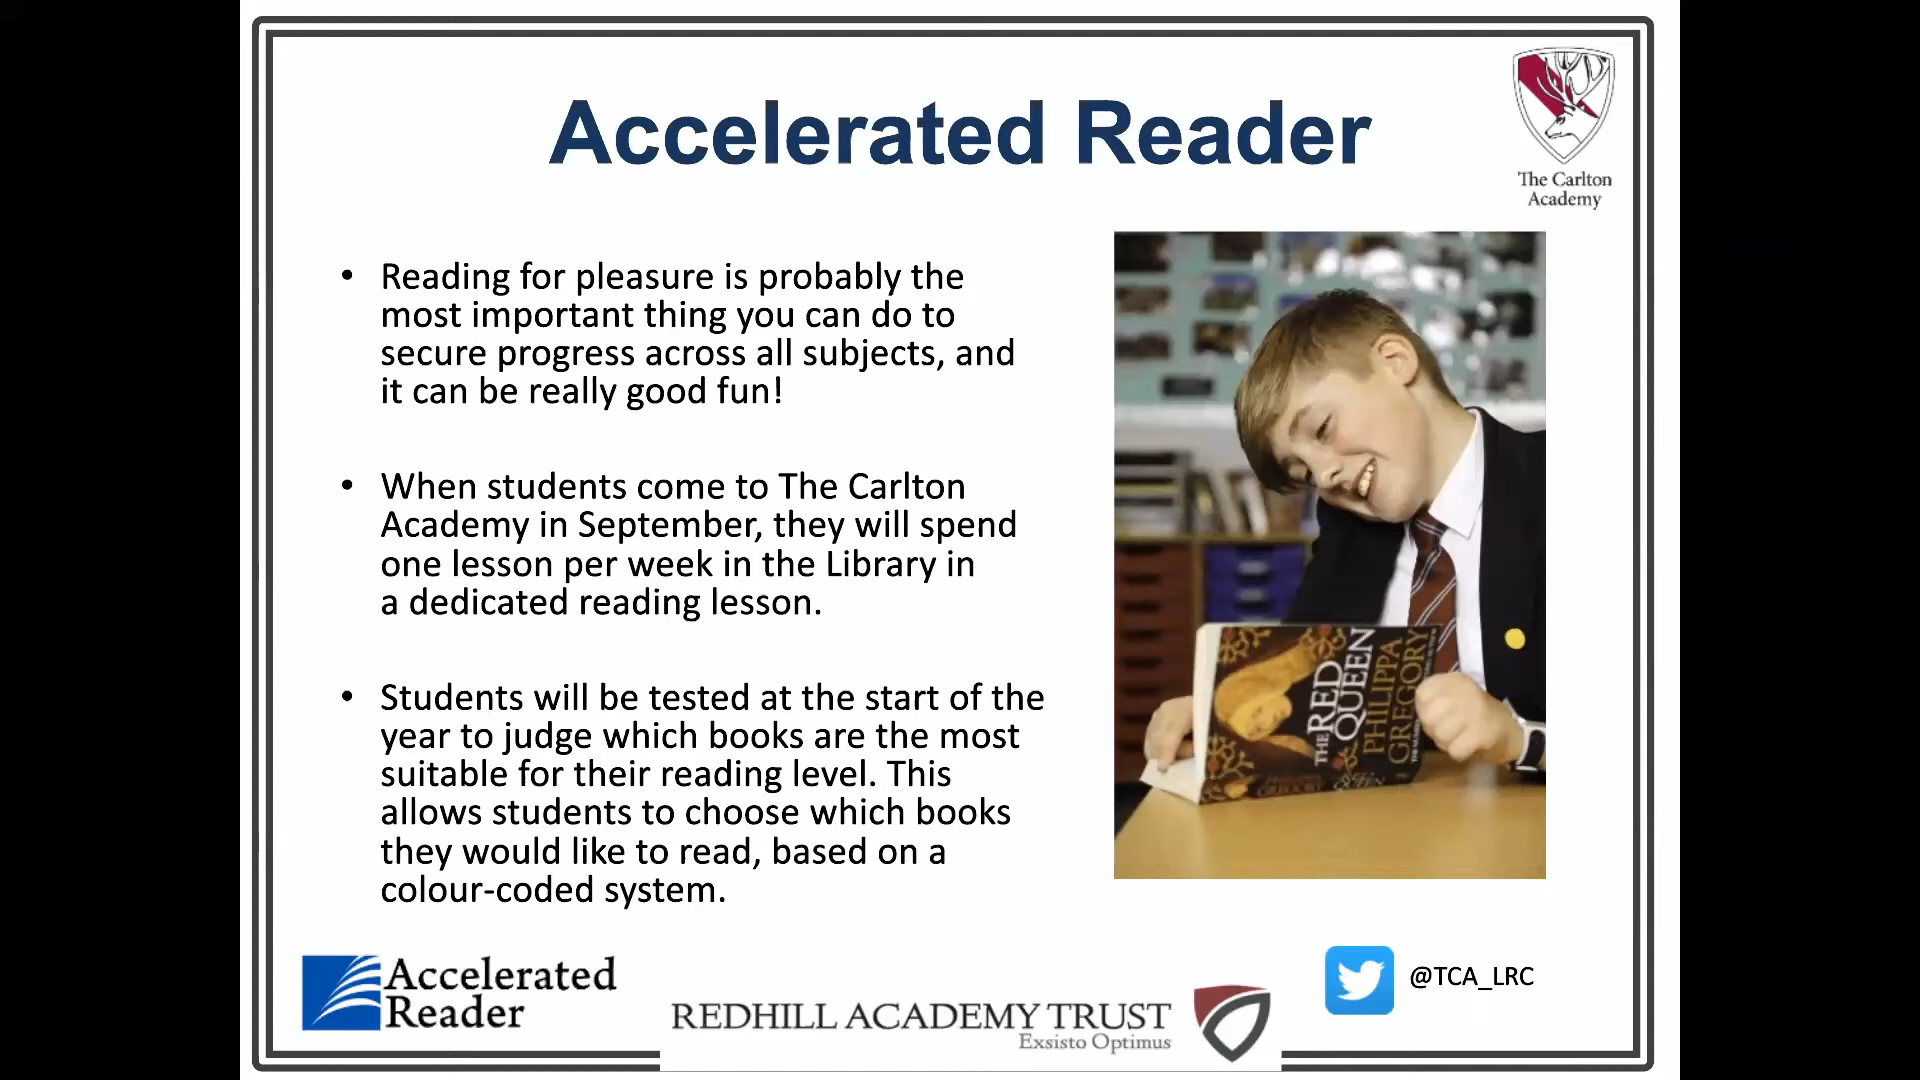 Accelerated Reader
The Carlton
Academy
• Reading for pleasure is probably the
most important thing you can do to
secure progress across all subjects, and
it can be really good fun!
• When students come to The Carlton
Academy in September, they will spend
one lesson per week in the Library in
a dedicated reading lesson.
• Students will be tested at the start of the
year to judge which books are the most
suitable for their reading level. This
allows students to choose which books
they would like to read, based on a
colour-coded system.
THE RED
QUEEN
PHILIPPA
GREGORY
Accelerated
Reader
REDHILL ACADEMY TRUST
Exsisto Optimus
@TCA_LRC